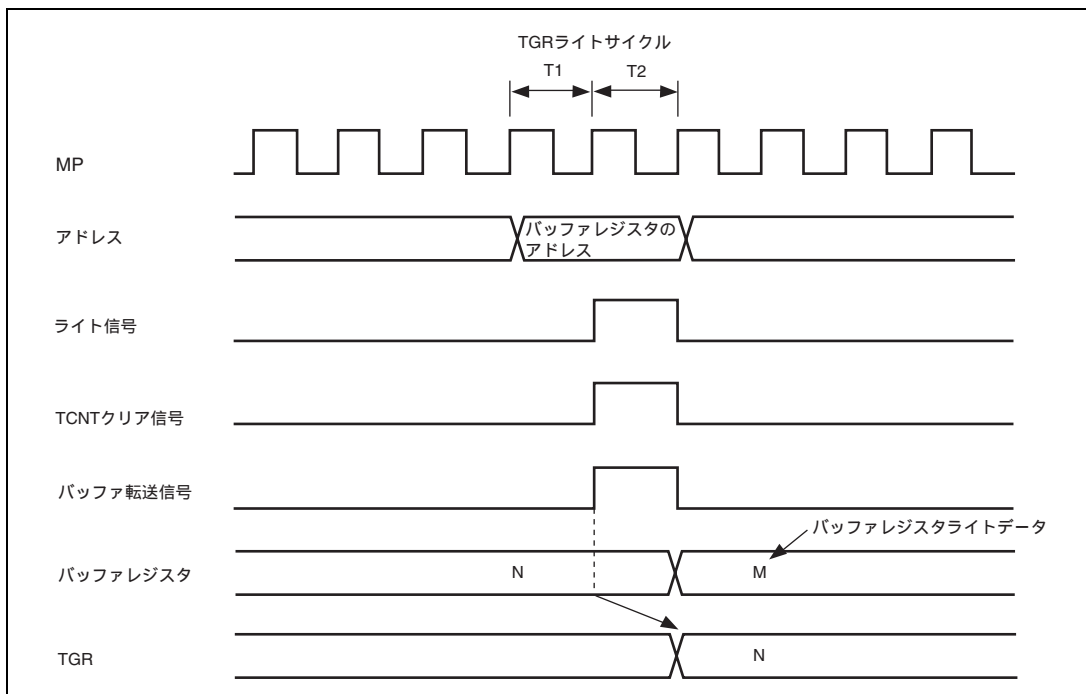 TGRライトサイクル
T1
T2
MP
アドレス
バッファレジスタの
アドレス
ライト信号
TCNTクリア信号
バッファ転送信号
バッファレジスタライトデータ
バッファレジスタ
N
M
TGR
N